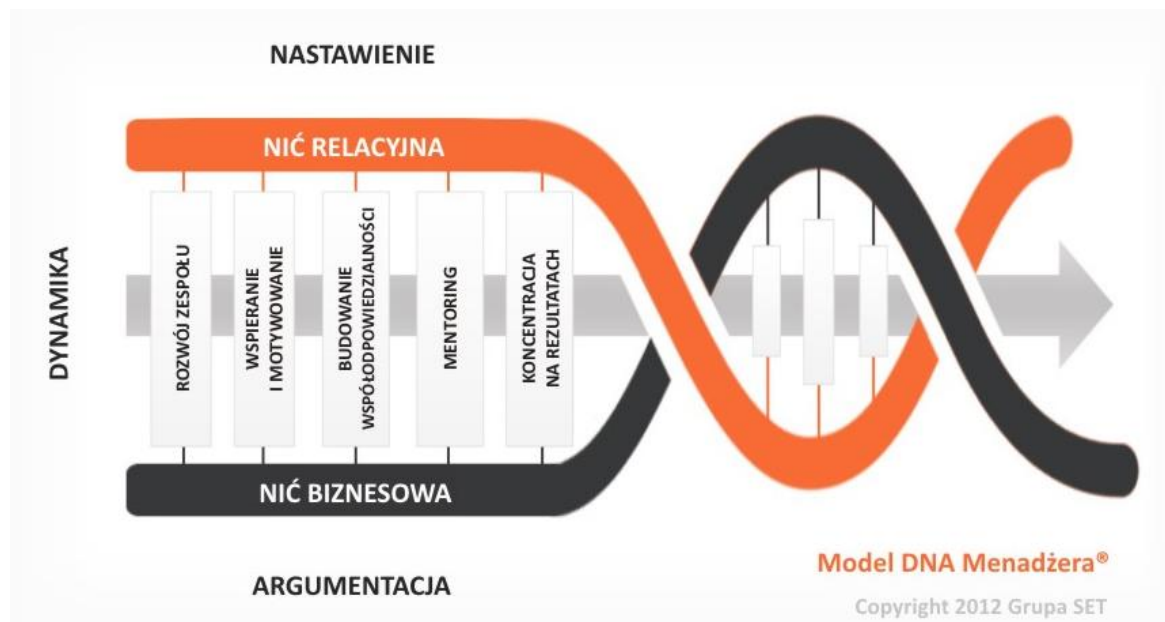 NASTAWIENIE
NIĆ RELACYJNA
DYNAMIKA
ROZWÓJ ZESPOŁU
WSPIERANIE
I MOTYWOWANIE
BUDOWANIE
WSPÓŁODPOWIEDZIALNOŚCI
MENTORING
KONCENTRACJA
NA REZULTATACH
NIĆ BIZNESOWA
ARGUMENTACJA
Model DNA Menadżera®
Copyright 2012 Grupa SET